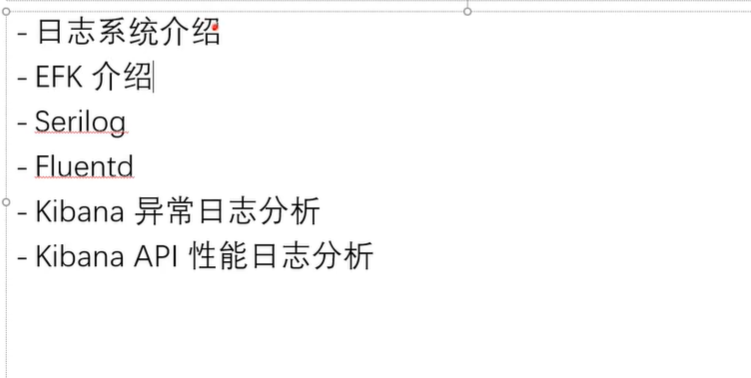 - 日志系统介绍
- EFK 介绍
- Serilog
- Fluentd
- Kibana 异常日志分析
- Kibana API 性能日志分析